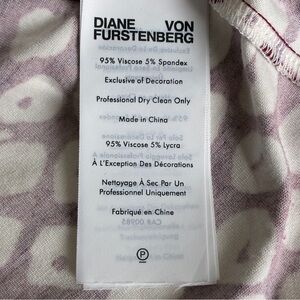 DIANE VON
FURSTENBERG
95% Viscose 5% Spandex
Exclusive of Decoration
Professional Dry Clean Only
Made in China
95% Viscose 5% Lycra
À L'Exception Des Décorations
Nettoyage À Sec Par Un
Professionnel Uniquement
Fabriqué en Chine
P